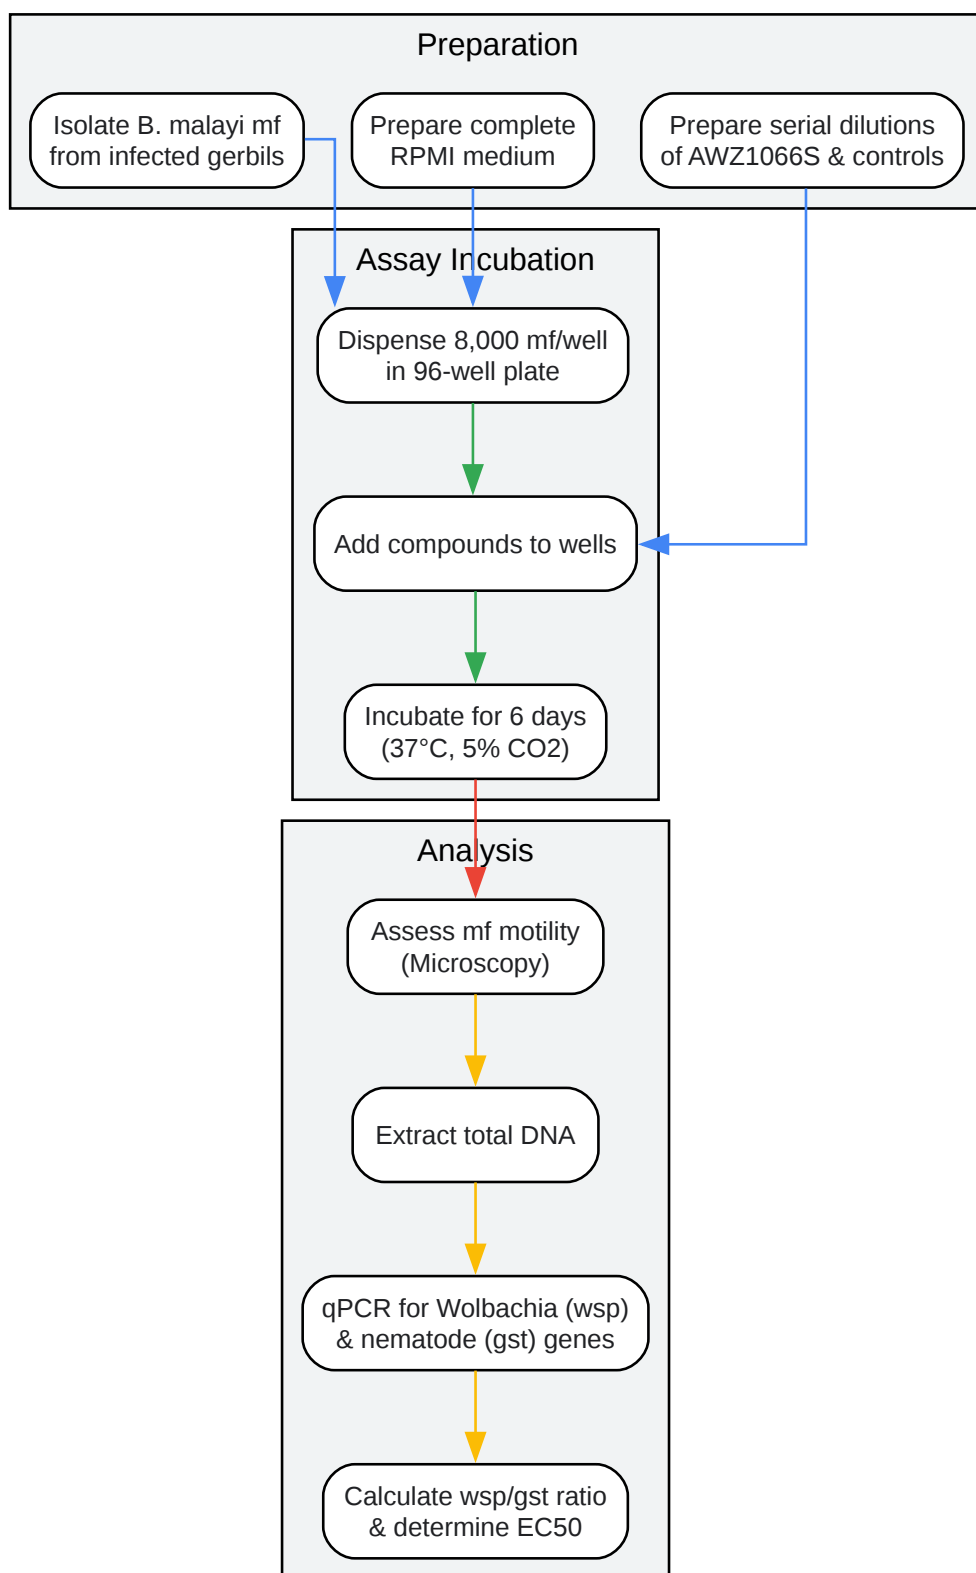 Preparation
Isolate B. malayi mf
from infected gerbils
Prepare complete
RPMI medium
Prepare serial dilutions
of AWZ1066S & controls
Assay Incubation
Dispense 8,000 mf/well
in 96-well plate
Add compounds to wells
Incubate for 6 days
(37°C, 5% CO2)
Analysis
Assess mf motility
(Microscopy)
Extract total DNA
qPCR for Wolbachia (wsp)
& nematode (gst) genes
Calculate wsp/gst ratio
& determine EC50